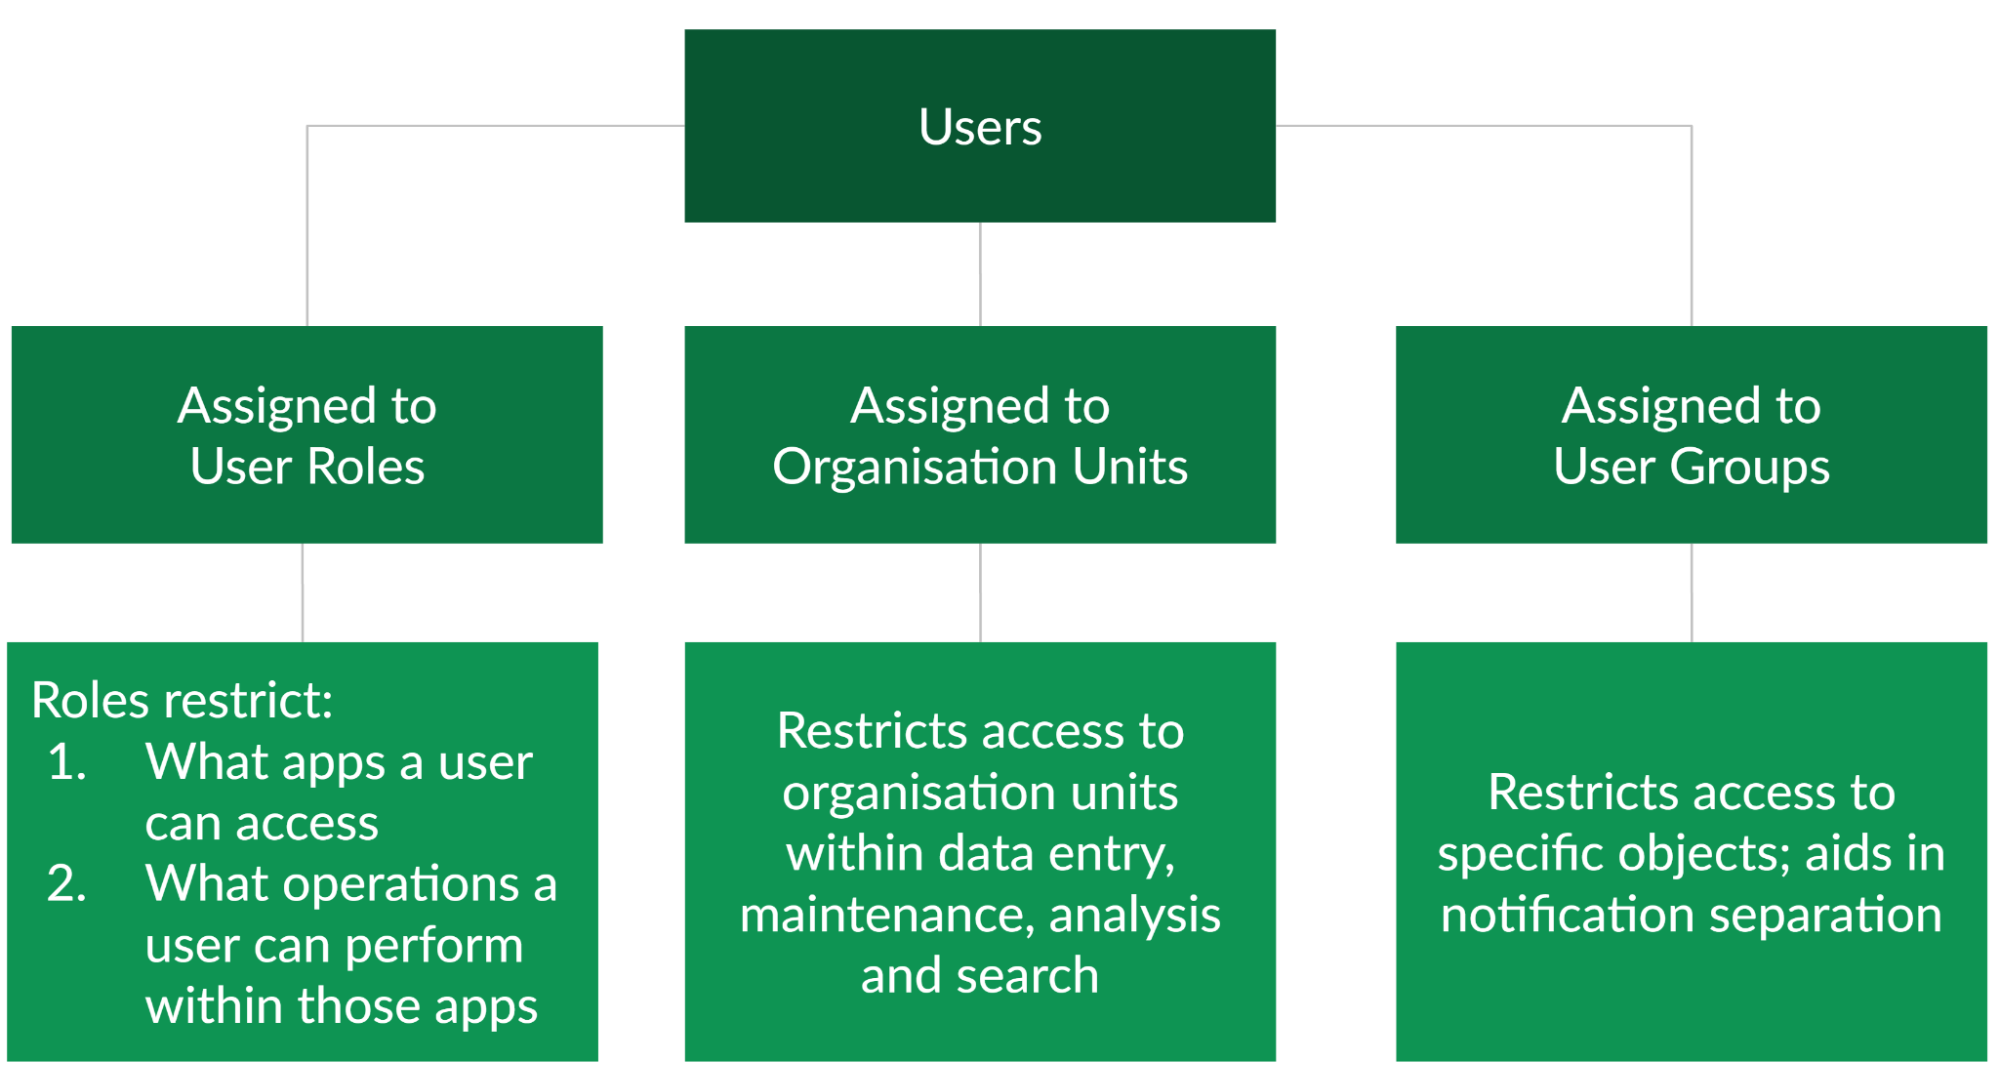 Users
Assigned to
User Roles
Assigned to
Organisation Units
Assigned to
User Groups
Roles restrict:
1. What apps a user
can access
2. What operations a
user can perform
within those apps
Restricts access to
organisation units
within data entry,
maintenance, analysis
and search
Restricts access to
specific objects; aids in
notification separation